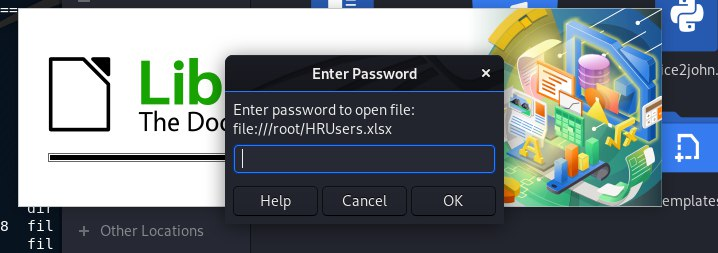 ==
Lib
The Doc
Enter Password
Enter password to open file:
file:///root/HRUsers.xlsx
Help
Cancel
OK
ice2john.
emplates
dir
8 fil
fil
+ Other Locations